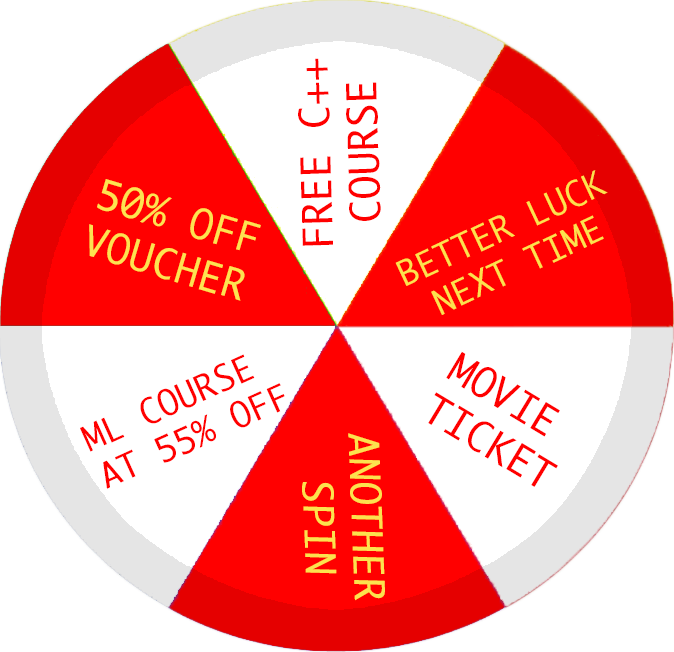 FREE C++
COURSE
BETTER LUCK
NEXT TIME
MOVIE
TICKET
ANOTHER
SPIN
ML COURSE
AT 55% OFF
50% OFF
VOUCHER